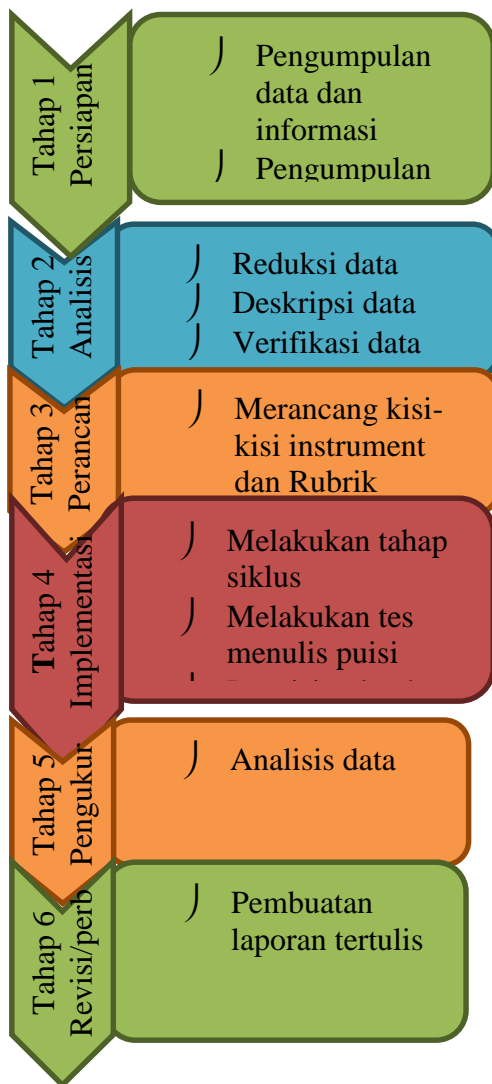 Tahap 1
Persiapan
Pengumpulan
data dan
informasi
Pengumpulan
Tahap 2
Analisis
Reduksi data
Deskripsi data
Verifikasi data
Tahap 3
Perancan
Merancang kisi-
kisi instrument
dan Rubrik
Tahap 4
Implementasi
Melakukan tahap
siklus
Melakukan tes
menulis puisi
Tahap 5
Pengukur
Analisis data
Tahap 6
Revisi/perb
Pembuatan
laporan tertulis